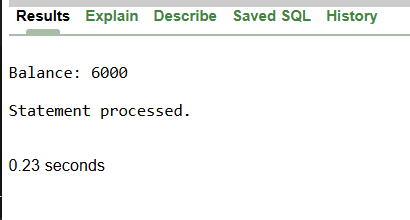 Results Explain Describe Saved SQL History
Balance: 6000
Statement processed.
0.23 seconds